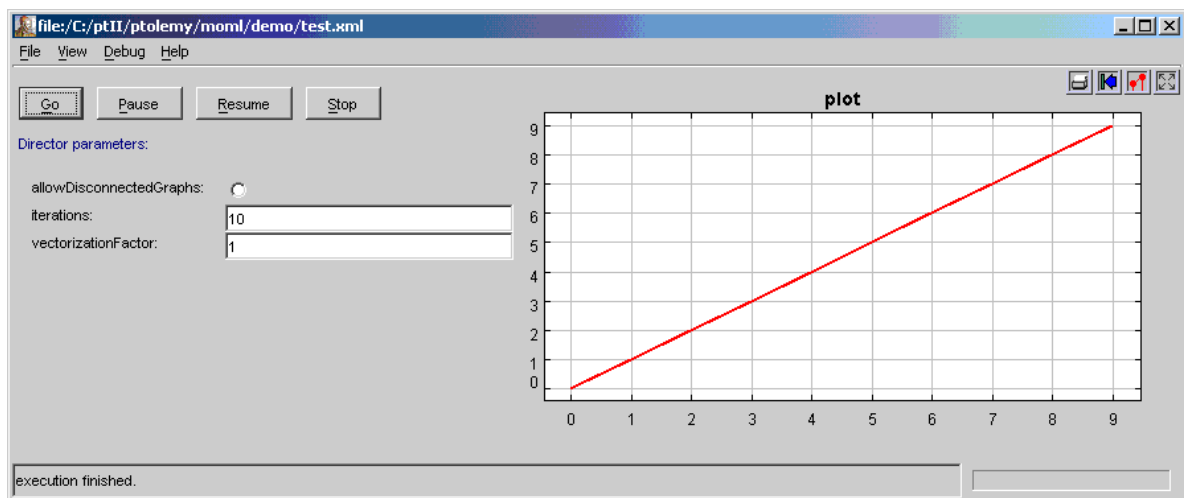 file:/C:/ptII/ptolemy/moml/demo/test.xml
File View Debug Help
Go Pause Resume Stop
Director parameters:
allowDisconnectedGraphs:
iterations: 10
vectorizationFactor: 1
plot
9
8
7
6
5
4
3
2
1
0
0 1 2 3 4 5 6 7 8 9
execution finished.